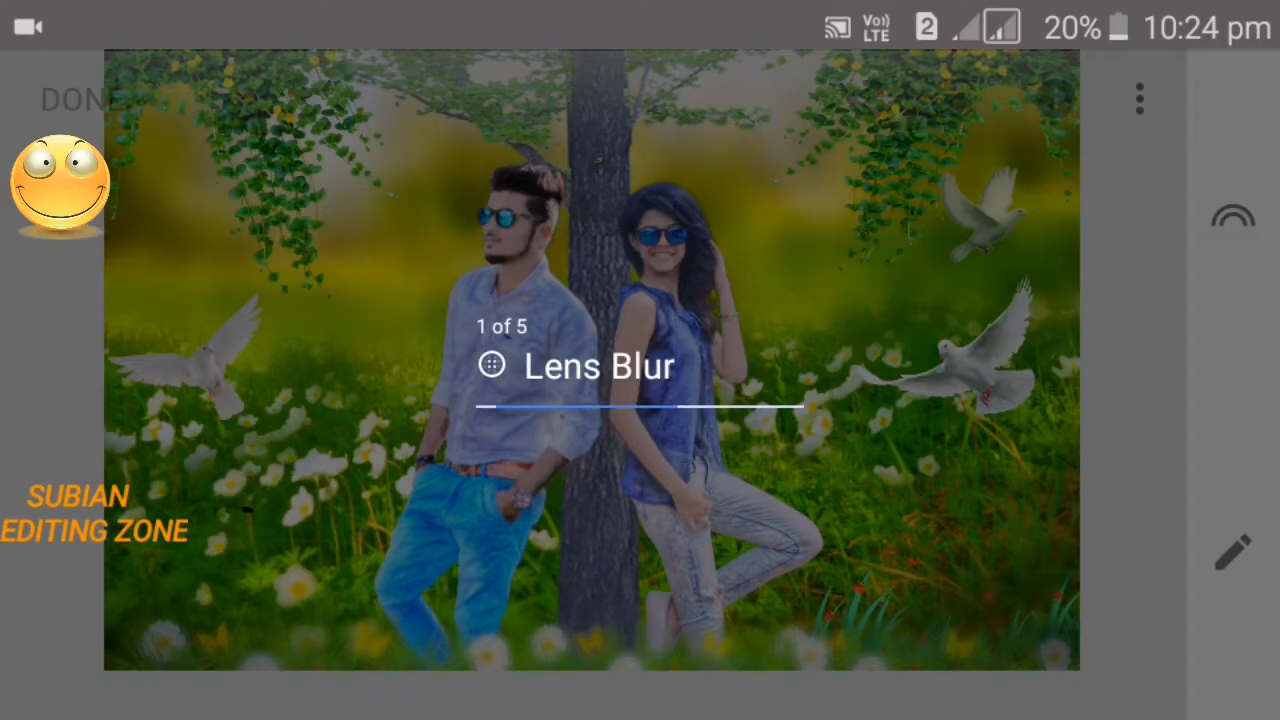 Vo))
LTE
2
20%
10:24 pm
DONE
1 of 5
Lens Blur
SUBIAN
EDITING ZONE